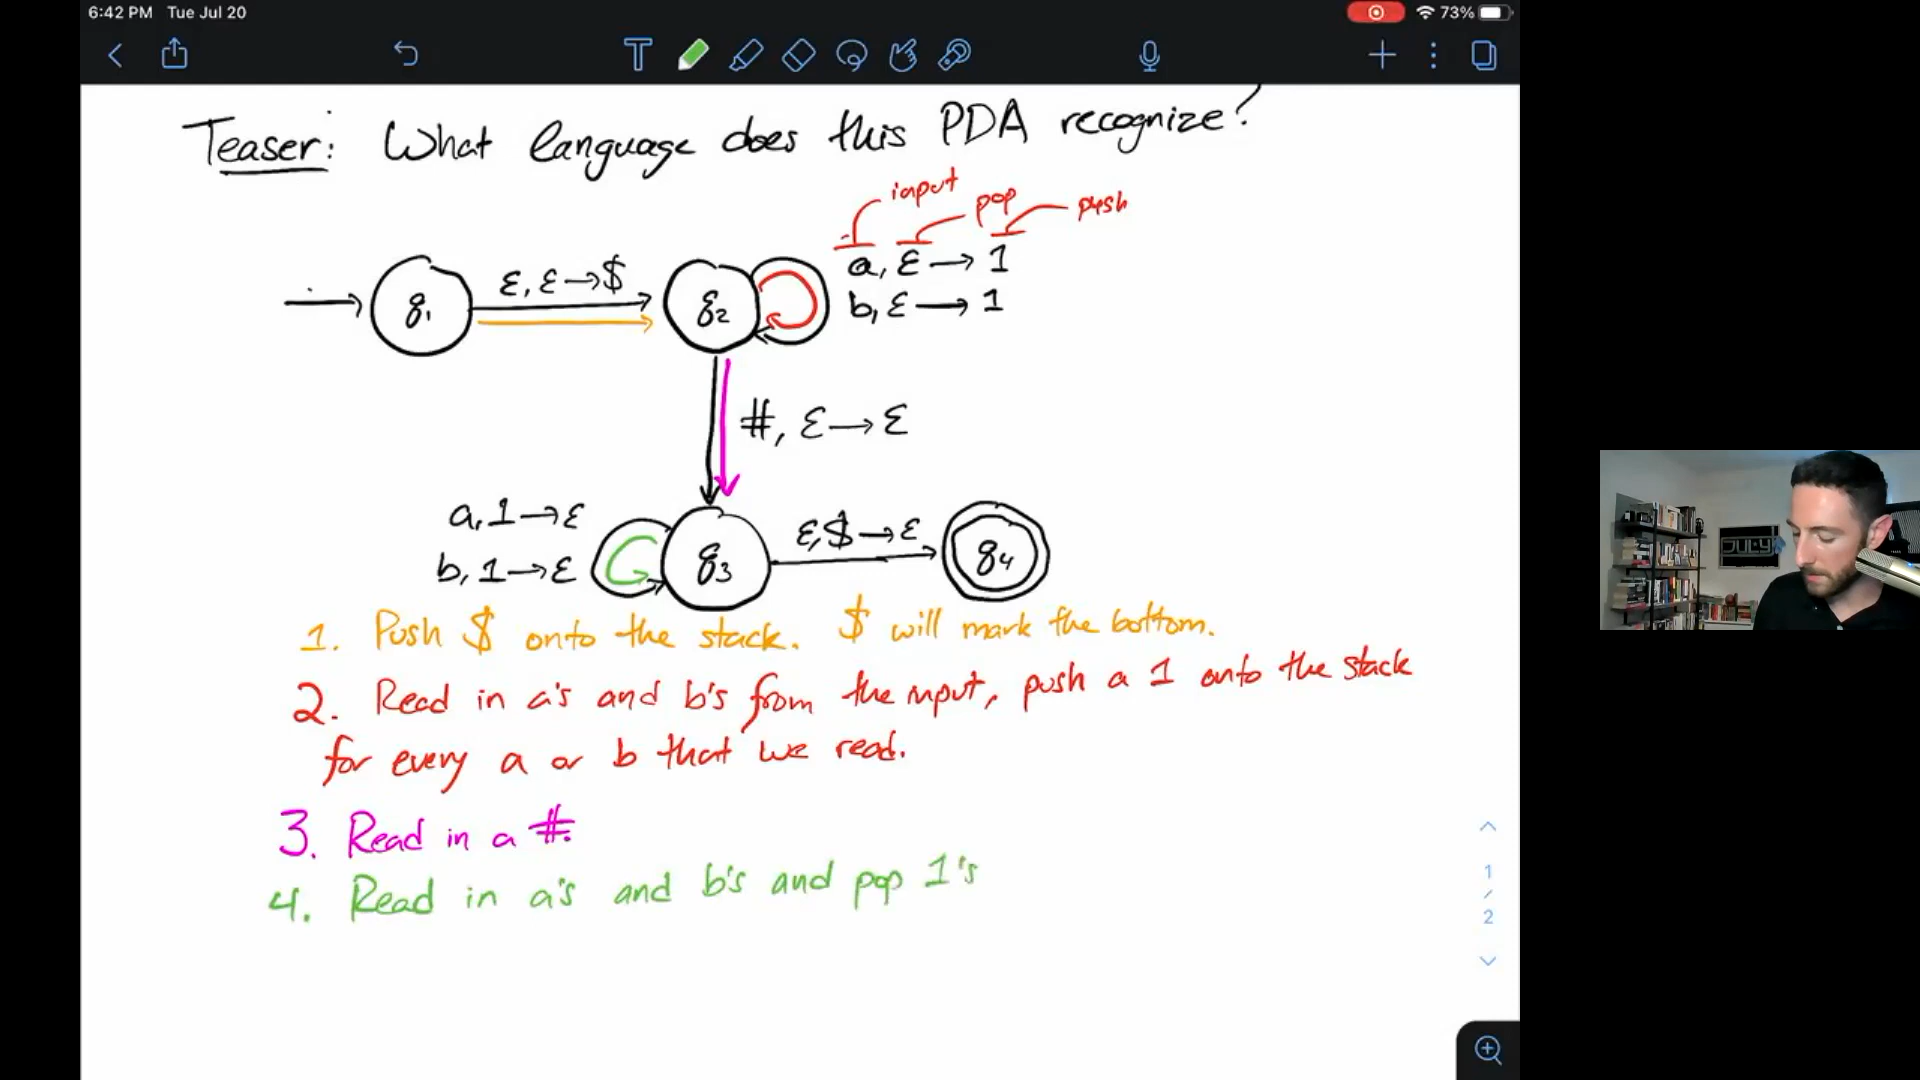 6:42 PM Tue Jul 20
73%
Teaser: What language does this PDA recognize?
input
pop
push
a, ε → 1
b, ε → 1
q1
ε, ε → $
q2
#, ε → ε
a, 1 → ε
b, 1 → ε
q3
ε, $ → ε
q4
1. Push $ onto the stack. $ will mark the bottom.
2. Read in a's and b's from the input, push a 1 onto the stack
for every a or b that we read.
3. Read in a #.
4. Read in a's and b's and pop 1's
1
/
2
JULY